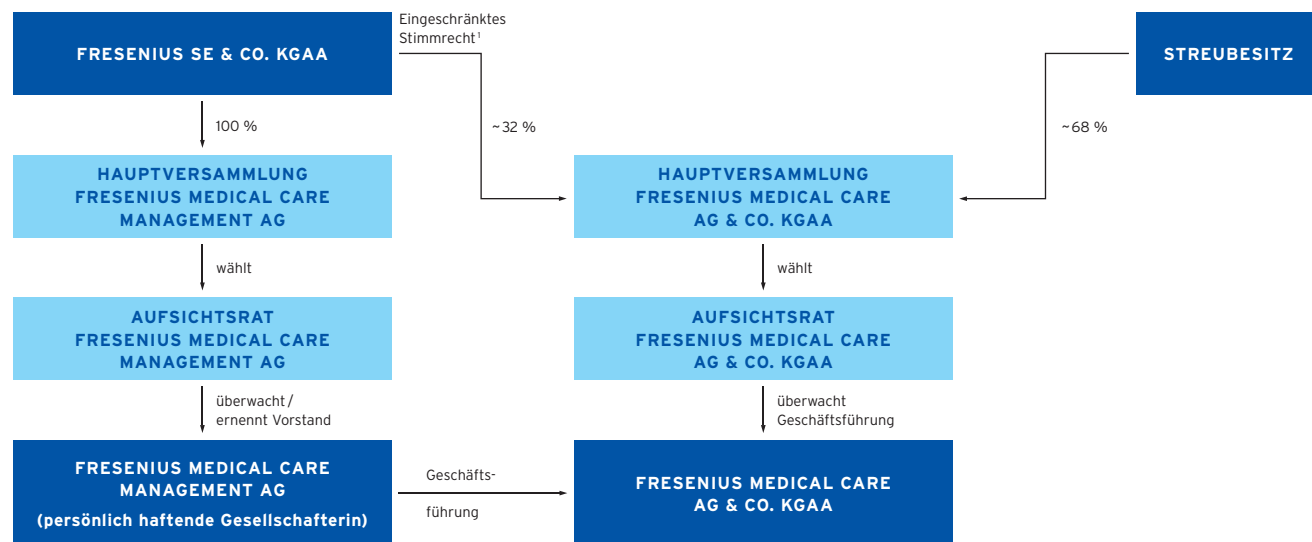 FRESENIUS SE & CO. KGAA
Eingeschränktes
Stimmrecht¹
STREUBESITZ
100 %
~32 %
~68 %
HAUPTVERSAMMLUNG
FRESENIUS MEDICAL CARE
MANAGEMENT AG
HAUPTVERSAMMLUNG
FRESENIUS MEDICAL CARE
AG & CO. KGAA
wählt
wählt
AUFSICHTSRAT
FRESENIUS MEDICAL CARE
MANAGEMENT AG
AUFSICHTSRAT
FRESENIUS MEDICAL CARE
AG & CO. KGAA
überwacht/
ernennt Vorstand
überwacht
Geschäftsführung
FRESENIUS MEDICAL CARE
MANAGEMENT AG
(persönlich haftende Gesellschafterin)
Geschäfts-
führung
FRESENIUS MEDICAL CARE
AG & CO. KGAA